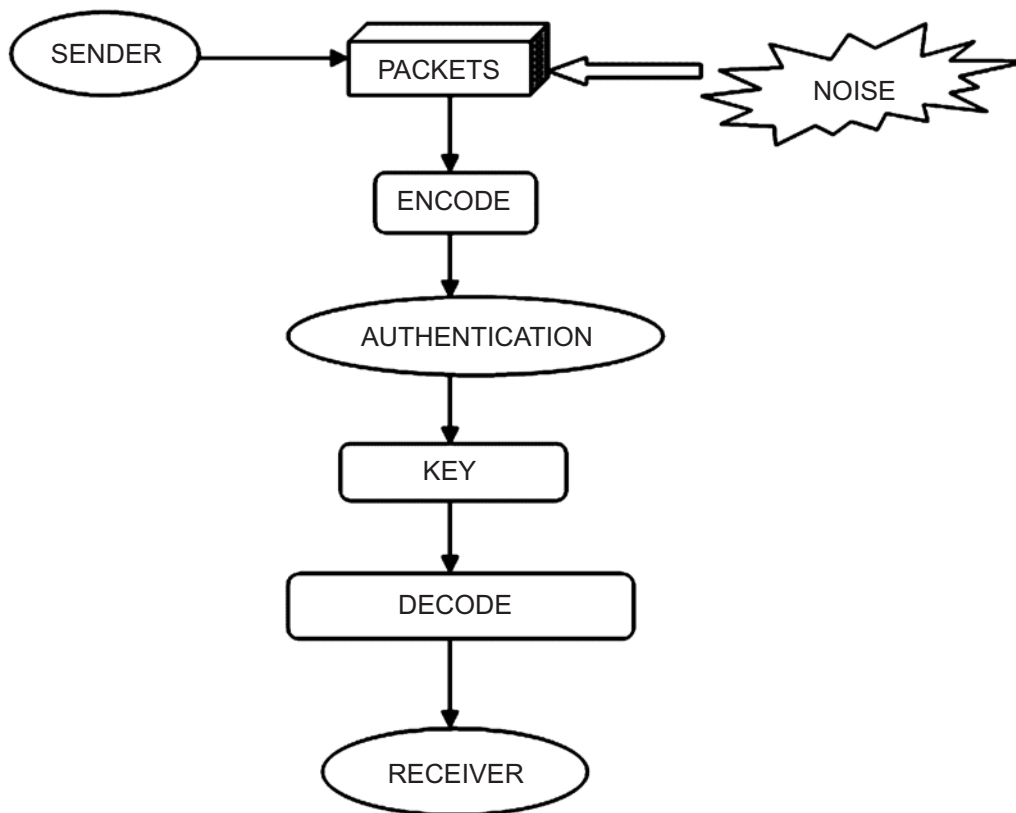 SENDER
PACKETS
NOISE
ENCODE
AUTHENTICATION
KEY
DECODE
RECEIVER